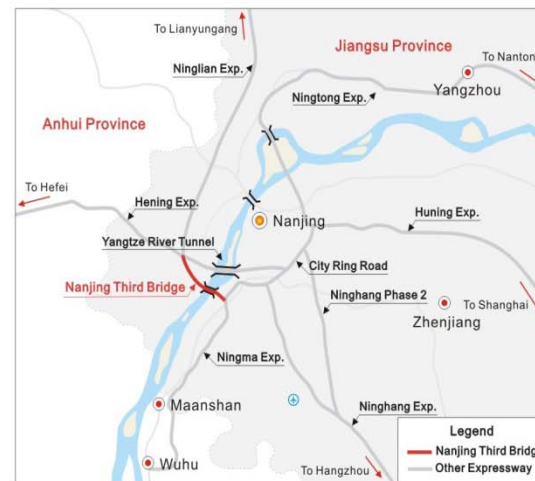 To Lianyungang
Jiangsu Province
Ninglian Exp.
To Nanton
Yangzhou
Ningtong Exp.
Anhui Province
To Hefei
Hening Exp.
Nanjing
Huning Exp.
Yangtze River Tunnel
City Ring Road
Nanjing Third Bridge
Ninghang Phase 2
To Shanghai
Zhenjiang
Ningma Exp.
Maanshan
Ninghang Exp.
Wuhu
To Hangzhou
Legend
Nanjing Third Bridg
Other Expressway